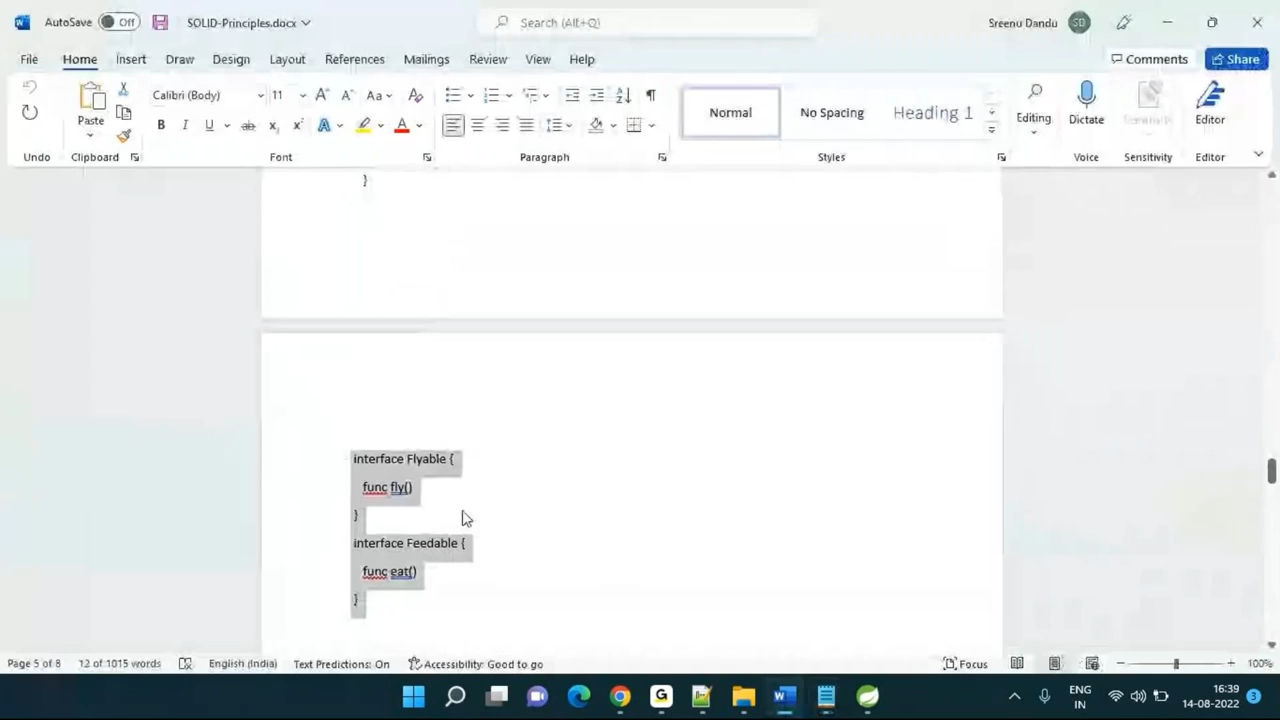 AutoSave Off SOLID-Principles.docx Search (Alt+Q) Sreenu Dandu SD
File Home Insert Draw Design Layout References Mailings Review View Help Comments Share
Calibri (Body) 11 Aa Normal No Spacing Heading 1
Paste B I U ab x A A Editing Dictate Editor
Undo Clipboard Font Paragraph Styles Voice Sensitivity Editor
}
interface Flyable {
func fly()
}
interface Feedable {
func eat()
}
Page 5 of 8 12 of 1015 words English (India) Text Predictions: On Accessibility: Good to go Focus 100%
ENG 16:39
IN 14-08-2022 3